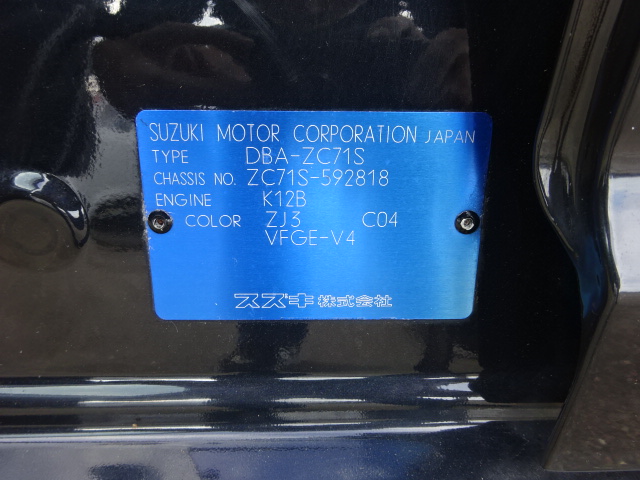 SUZUKI MOTOR CORPORATION JAPAN
TYPE DBA-ZC71S
CHASSIS NO. ZC71S-592818
ENGINE K12B
COLOR ZJ3 C04
VFGE-V4
スズキ株式会社